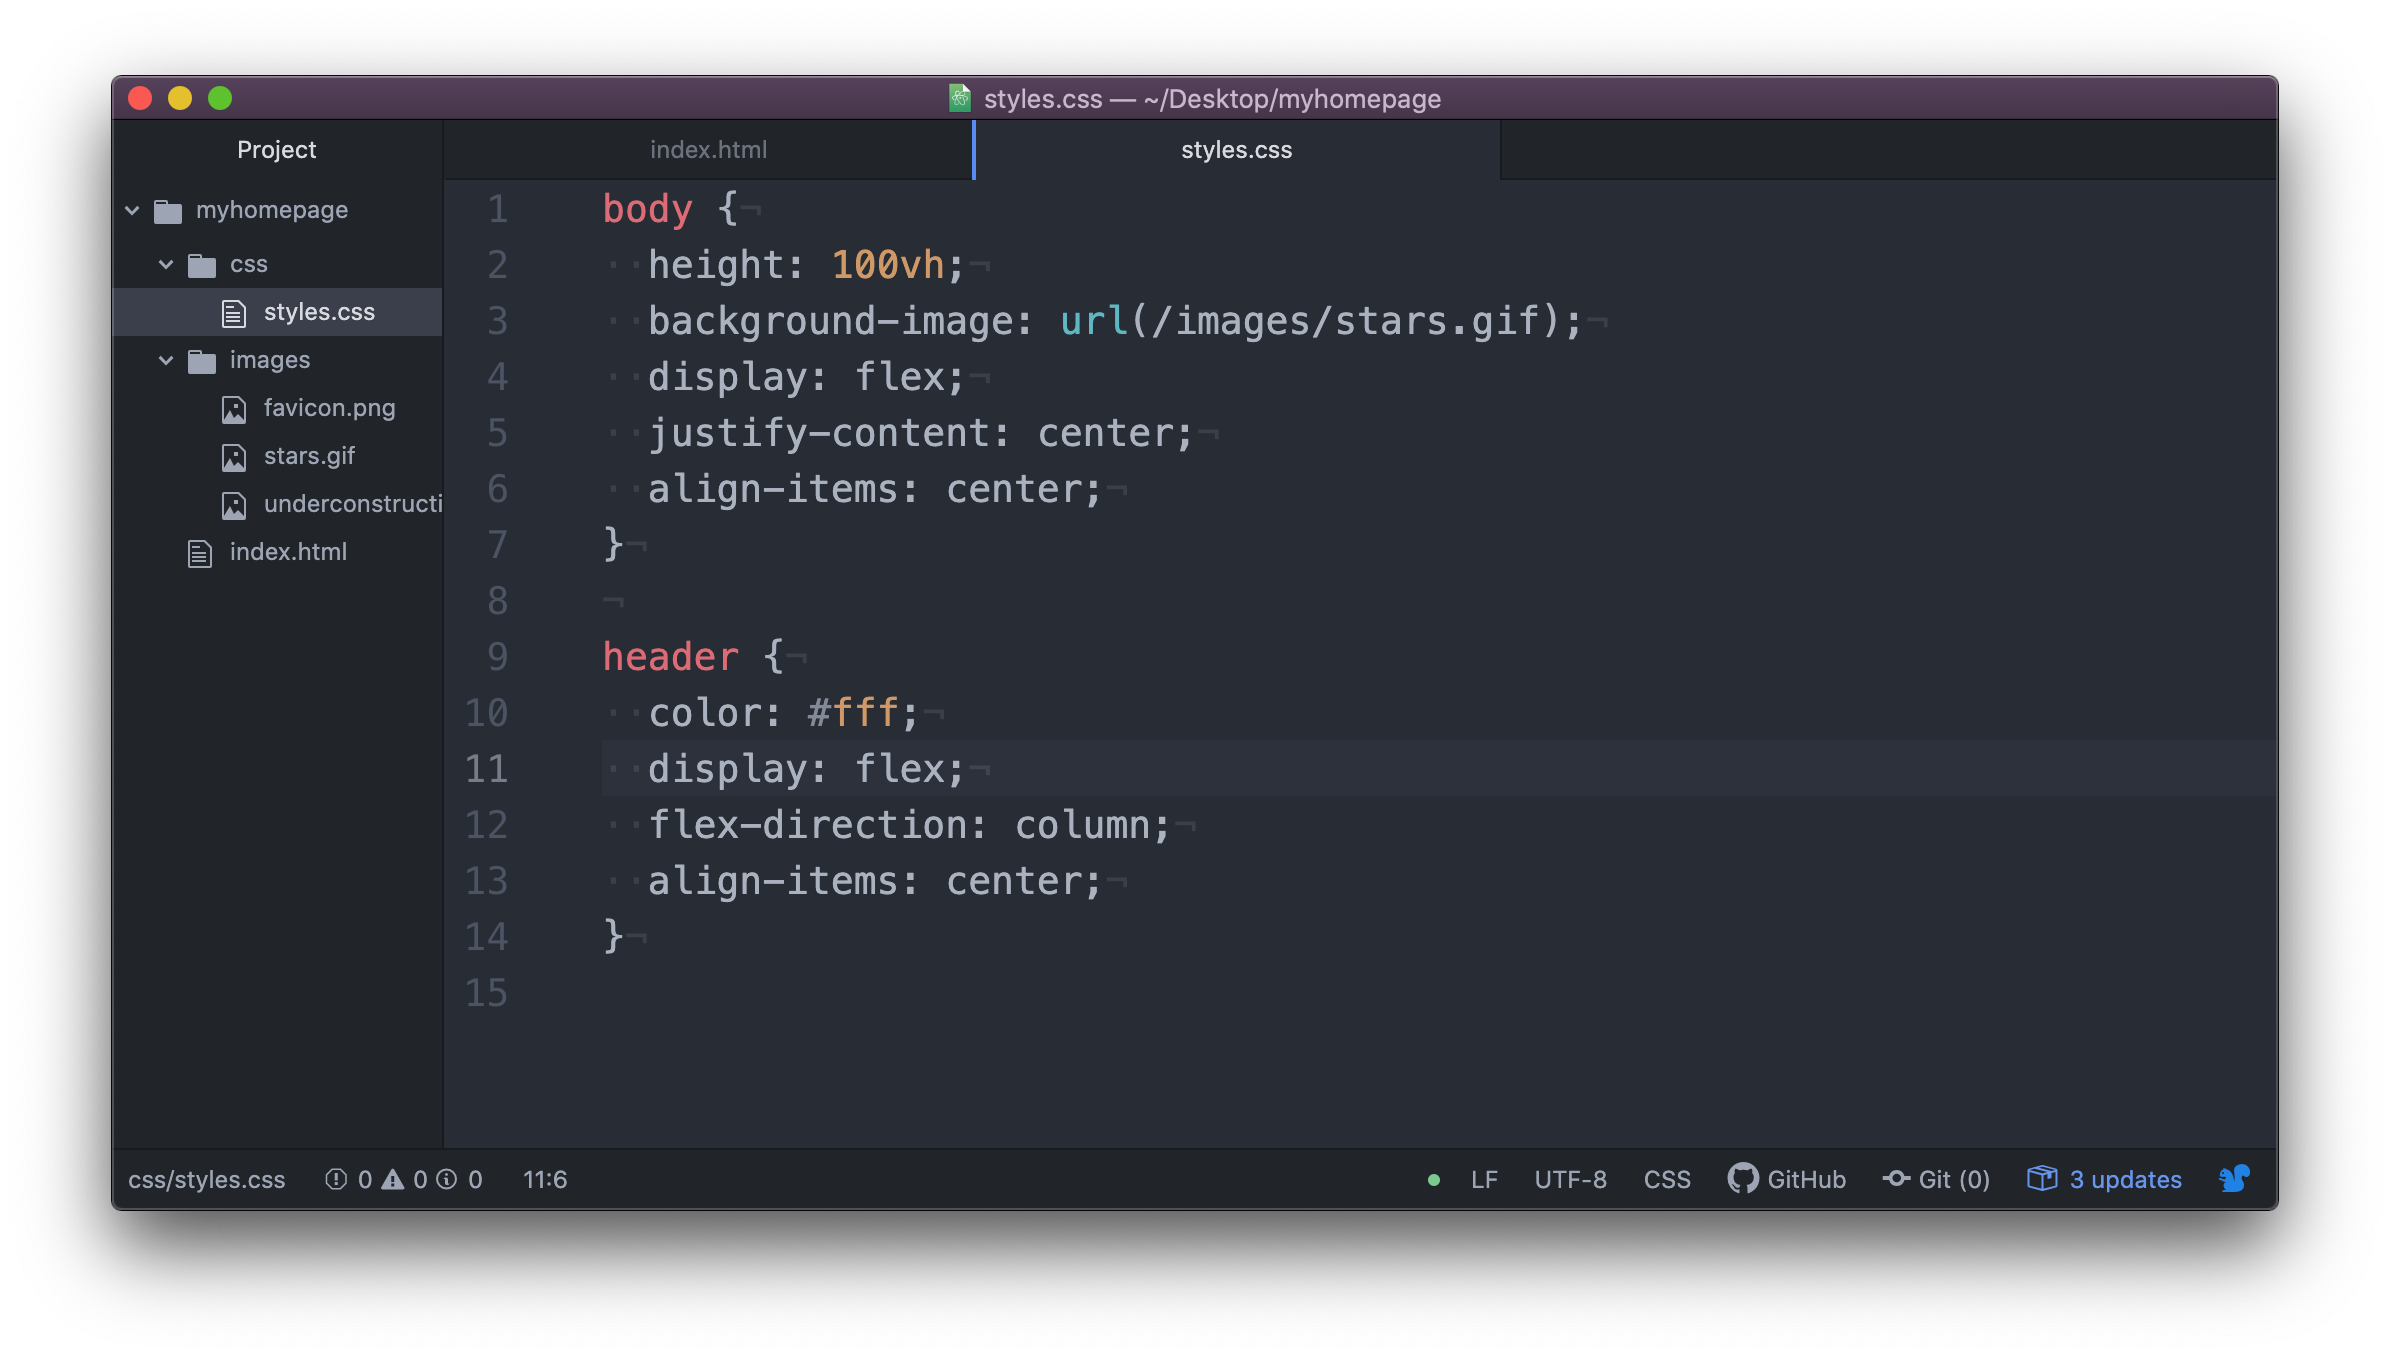 styles.css — ~/Desktop/myhomepage
Project
myhomepage
css
styles.css
images
favicon.png
stars.gif
underconstructi
index.html
index.html
styles.css
1 body {¬
2 ··height: 100vh;¬
3 ··background-image: url(/images/stars.gif);¬
4 ··display: flex;¬
5 ··justify-content: center;¬
6 ··align-items: center;¬
7 }¬
8 ¬
9 header {¬
10 ··color: #fff;¬
11 ··display: flex;¬
12 ··flex-direction: column;¬
13 ··align-items: center;¬
14 }¬
15
css/styles.css 0 0 0 11:6 LF UTF-8 CSS GitHub Git (0) 3 updates